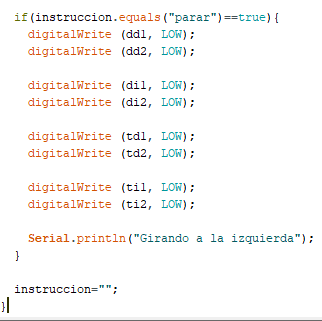 if(instruccion.equals("parar")==true){
digitalWrite (dd1, LOW);
digitalWrite (dd2, LOW);
digitalWrite (di1, LOW);
digitalWrite (di2, LOW);
digitalWrite (td1, LOW);
digitalWrite (td2, LOW);
digitalWrite (ti1, LOW);
digitalWrite (ti2, LOW);
Serial.println("Girando a la izquierda");
}
instruccion="";
}